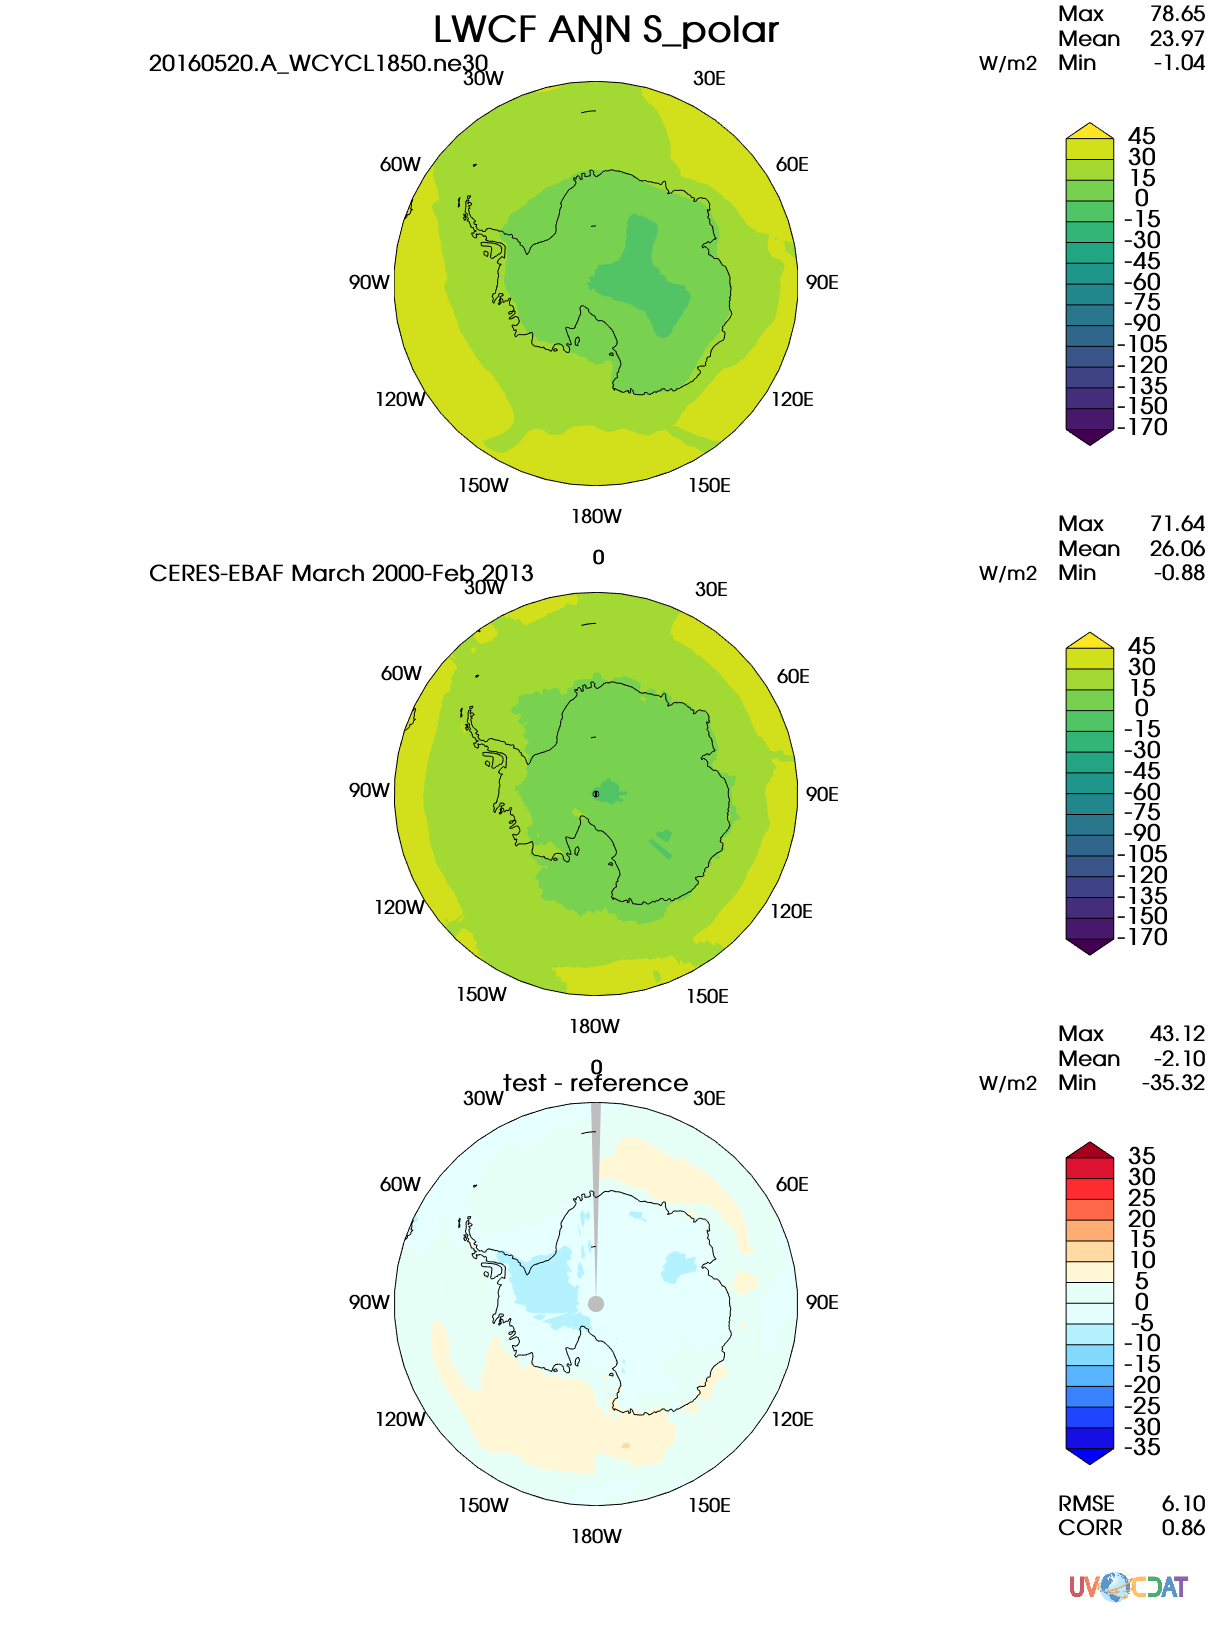 LWCF ANN S_polar
20160520.A_WCYCL1850.ne30
W/m2
Max 78.65
Mean 23.97
Min -1.04
0
30W 30E
60W 60E
90W 90E
120W 120E
150W 150E
180W
45
30
15
0
-15
-30
-45
-60
-75
-90
-105
-120
-135
-150
-170
CERES-EBAF March 2000-Feb 2013
W/m2
Max 71.64
Mean 26.06
Min -0.88
0
30W 30E
60W 60E
90W 90E
120W 120E
150W 150E
180W
45
30
15
0
-15
-30
-45
-60
-75
-90
-105
-120
-135
-150
-170
test - reference
W/m2
Max 43.12
Mean -2.10
Min -35.32
0
30W 30E
60W 60E
90W 90E
120W 120E
150W 150E
180W
35
30
25
20
15
10
5
0
-5
-10
-15
-20
-25
-30
-35
RMSE 6.10
CORR 0.86
UV CDAT